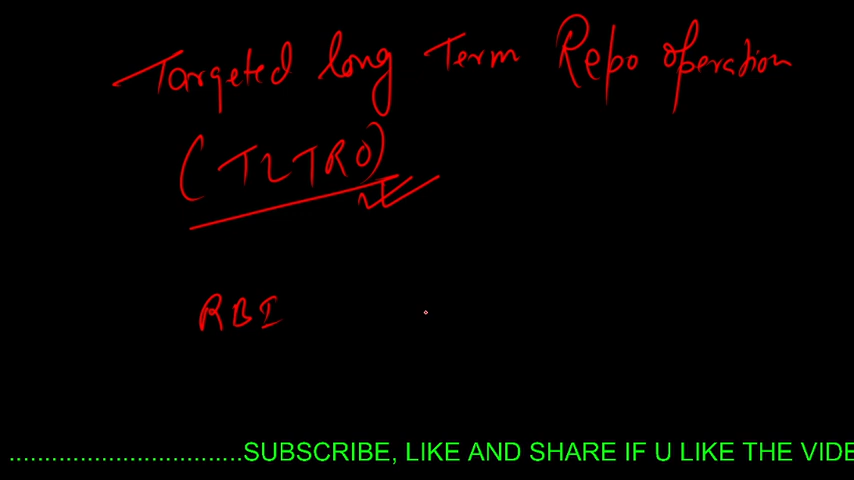 Targeted long Term Repo operation
(TLTRO)
RBI
..................................SUBSCRIBE, LIKE AND SHARE IF U LIKE THE VIDE